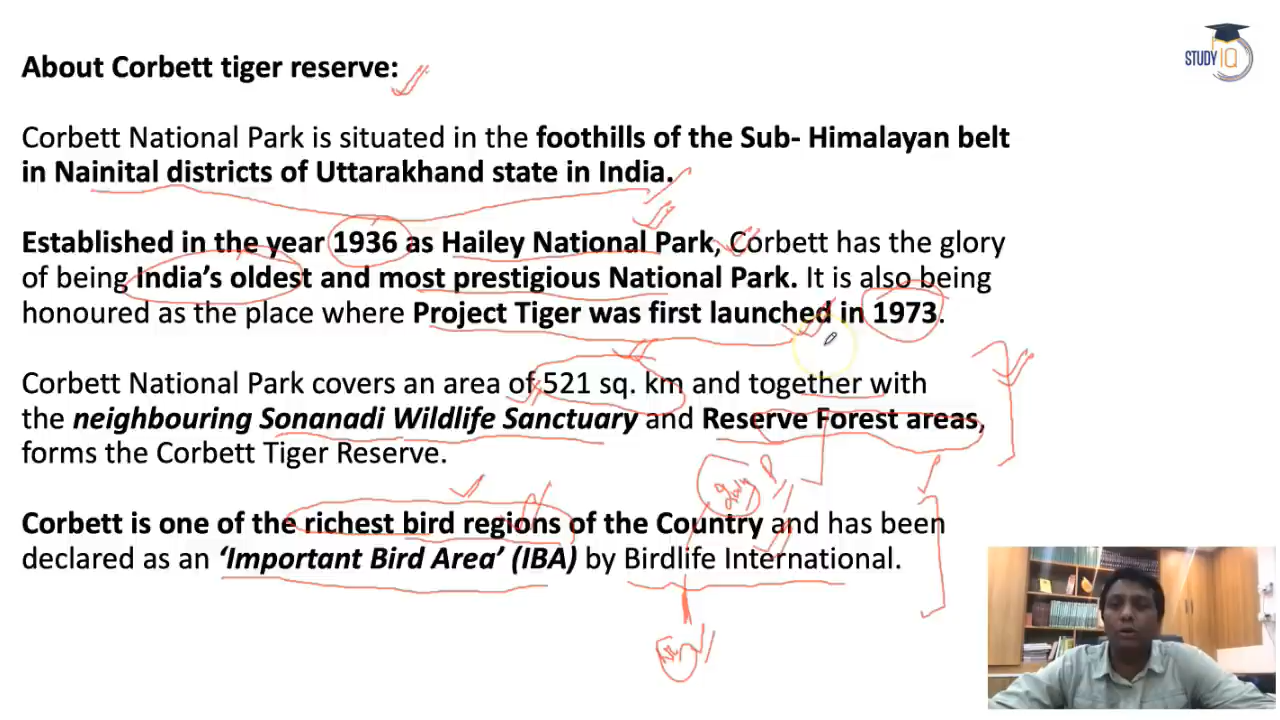 STUDY IQ
About Corbett tiger reserve:
Corbett National Park is situated in the foothills of the Sub- Himalayan belt
in Nainital districts of Uttarakhand state in India.
Established in the year 1936 as Hailey National Park, Corbett has the glory
of being India's oldest and most prestigious National Park. It is also being
honoured as the place where Project Tiger was first launched in 1973.
Corbett National Park covers an area of 521 sq. km and together with
the neighbouring Sonanadi Wildlife Sanctuary and Reserve Forest areas,
forms the Corbett Tiger Reserve.
Corbett is one of the richest bird regions of the Country and has been
declared as an 'Important Bird Area' (IBA) by Birdlife International.